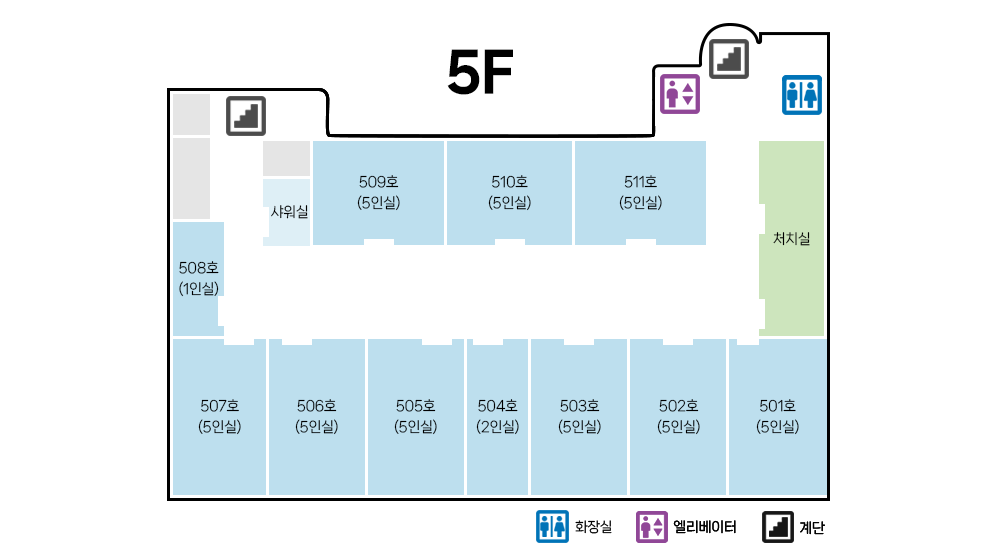 5F
509호
(5인실)
510호
(5인실)
511호
(5인실)
샤워실
처치실
508호
(1인실)
507호
(5인실)
506호
(5인실)
505호
(5인실)
504호
(2인실)
503호
(5인실)
502호
(5인실)
501호
(5인실)
화장실
엘리베이터
계단